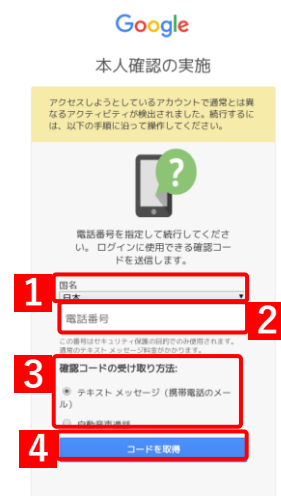 Google
本人確認の実施
アクセスしようとしているアカウントで通常とは異
なるアクティビティが検出されました。続行するに
は、以下の手順に沿って操作してください。
?
電話番号を指定して続行してくださ
い。 ログインに使用できる確認コー
ドを送信します。
1
国名
日本
電話番号
2
この番号はセキュリティ保護の目的でのみ使用されます。
通常のテキスト メッセージ料金がかかります。
3
確認コードの受け取り方法:
テキスト メッセージ（携帯電話のメー
ル）
自動音声通話
4
コードを取得